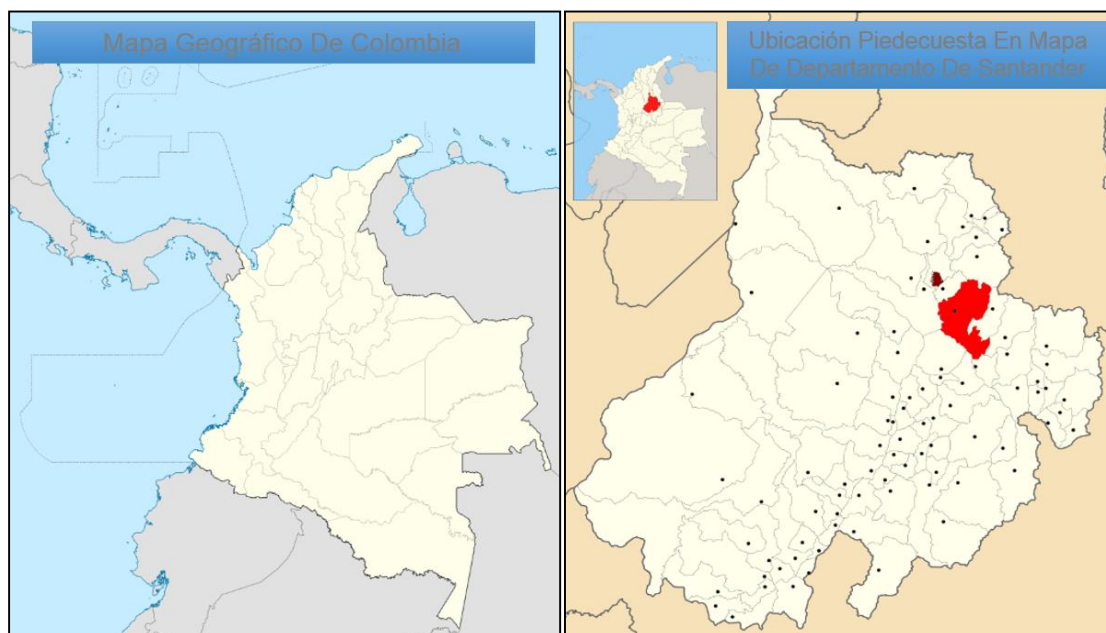 Mapa Geográfico De Colombia
Ubicación Piedecuesta En Mapa
De Departamento De Santander